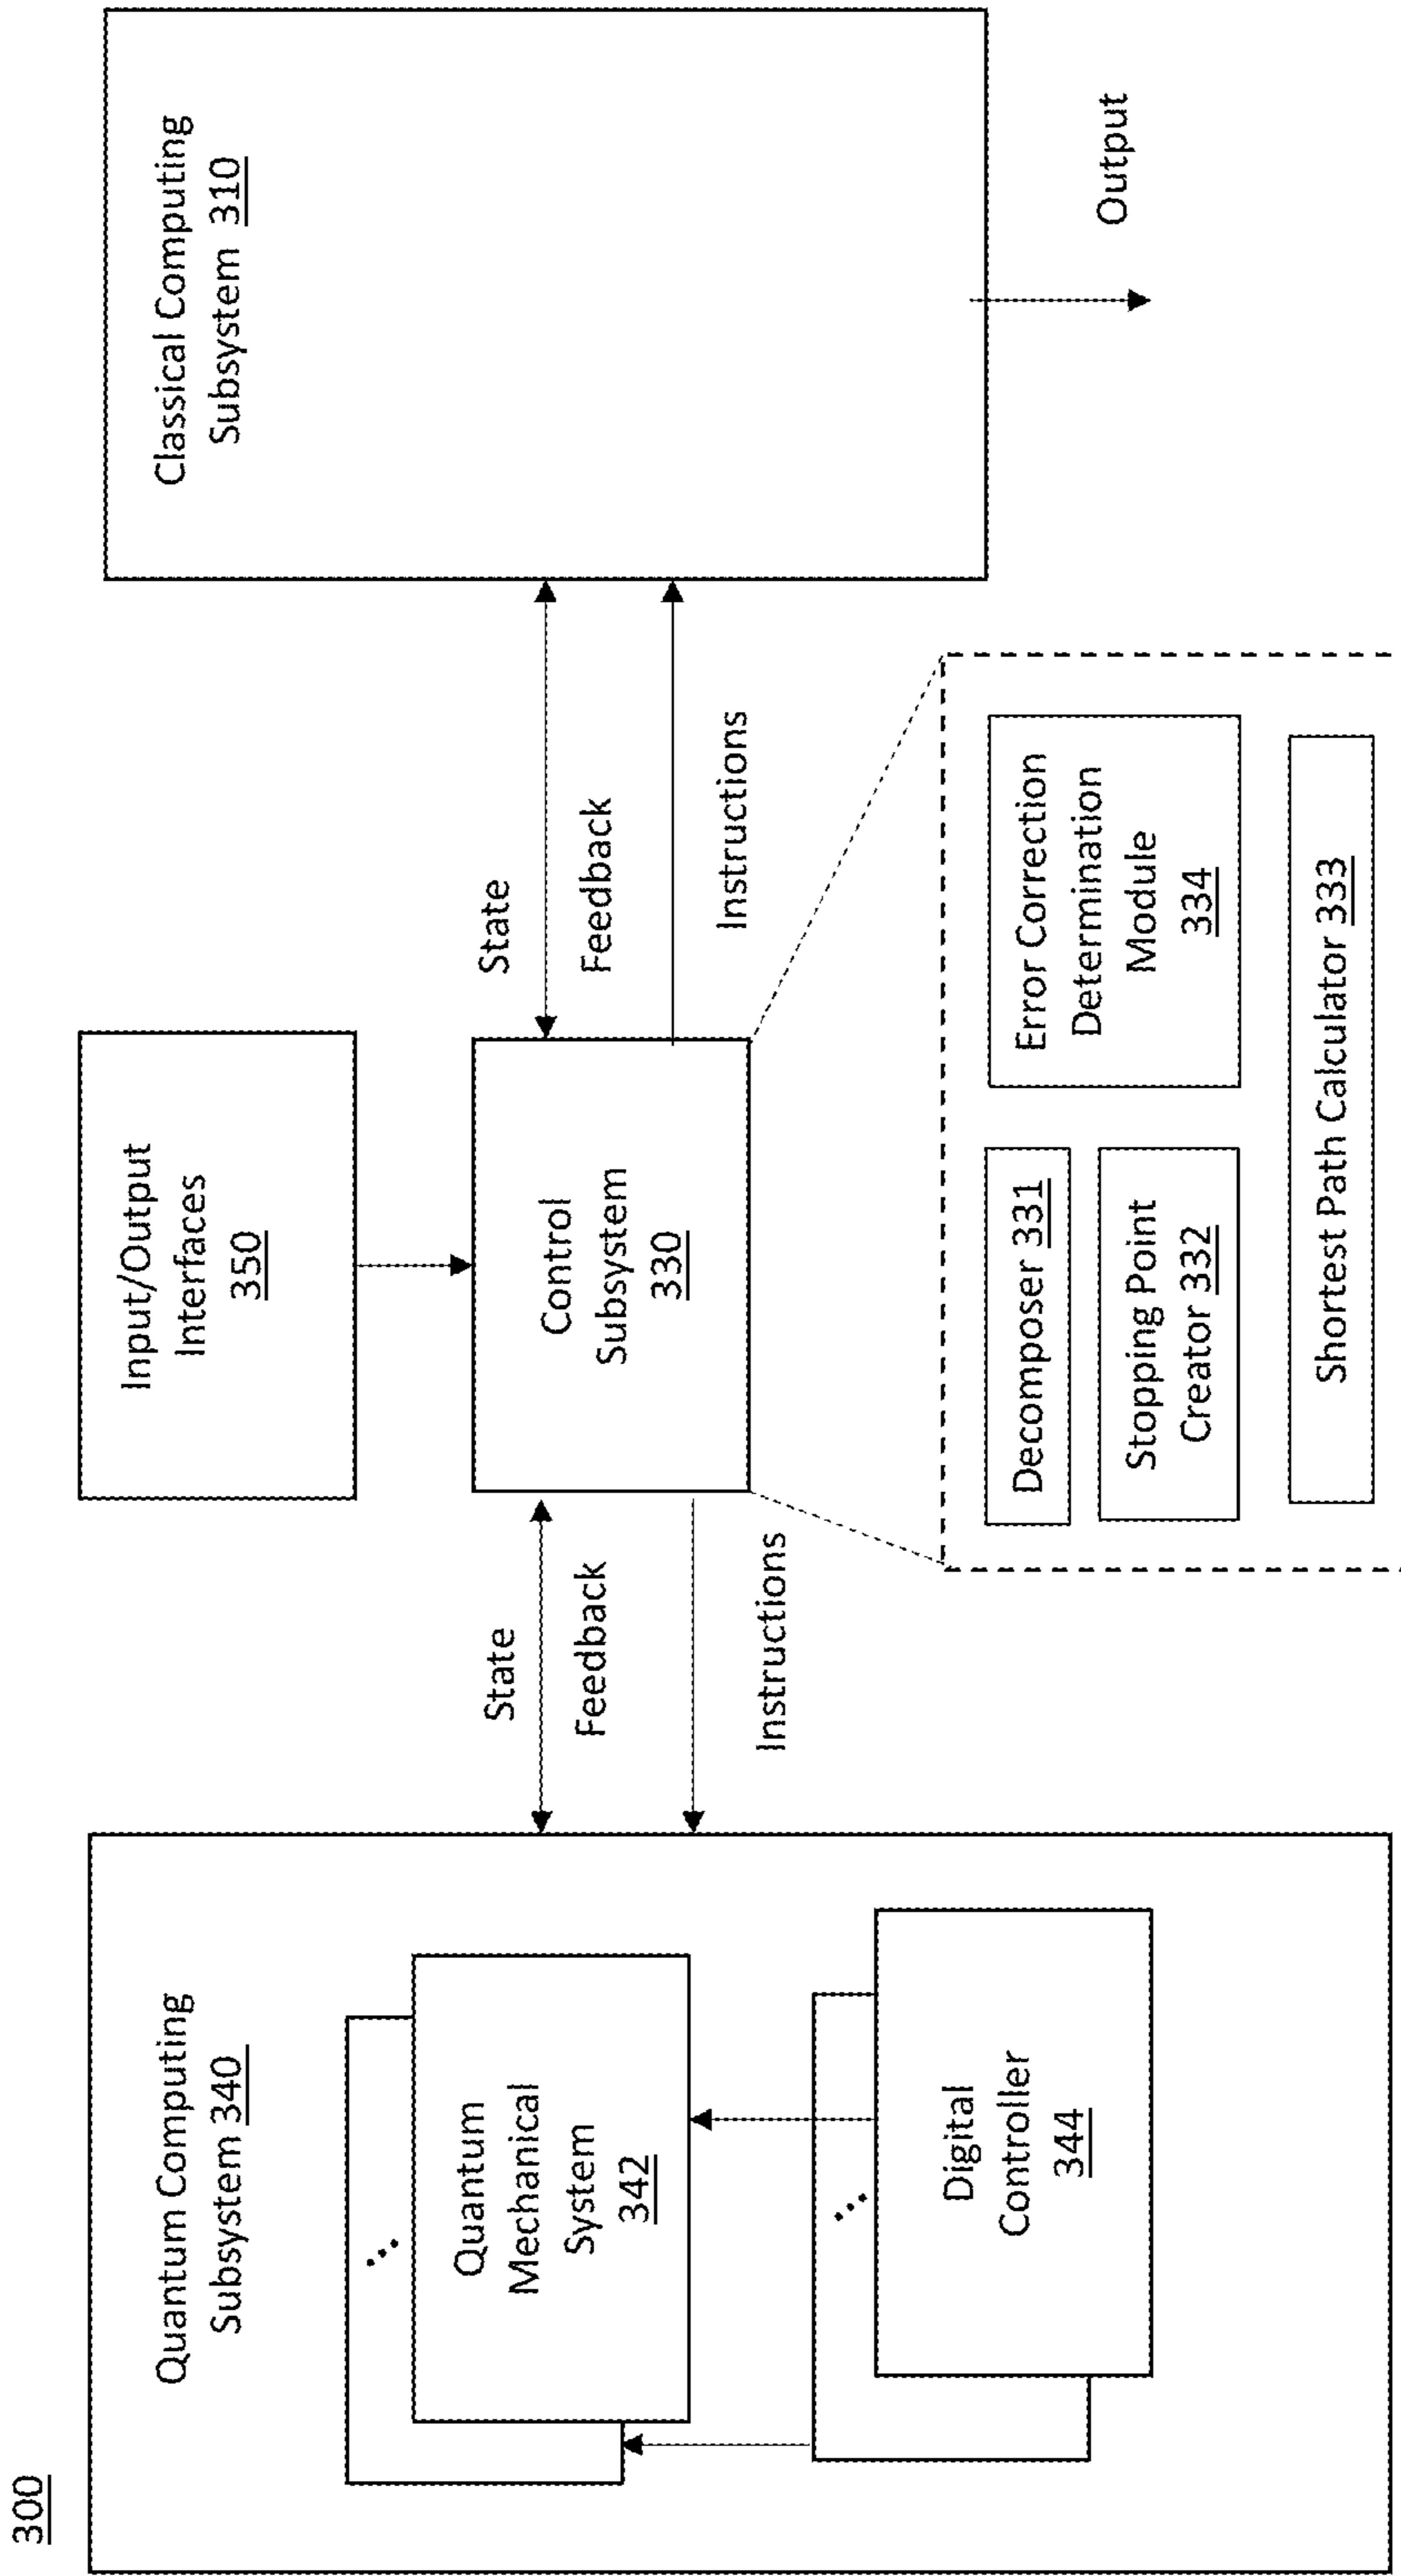 300
Quantum Computing
Subsystem 340
Quantum
Mechanical
System
342
Digital
Controller
344
State
Feedback
Instructions
Input/Output
Interfaces
350
Control
Subsystem
330
State
Feedback
Instructions
Decomposer 331
Stopping Point
Creator 332
Error Correction
Determination
Module
334
Shortest Path Calculator 333
Classical Computing
Subsystem 310
Output